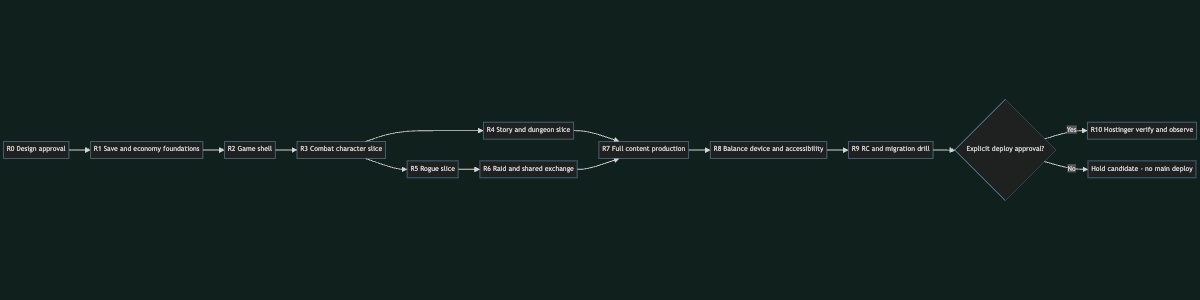 R0 Design approval
R1 Save and economy foundations
R2 Game shell
R3 Combat character slice
R4 Story and dungeon slice
R5 Rogue slice
R6 Raid and shared exchange
R7 Full content production
R8 Balance device and accessibility
R9 RC and migration drill
Explicit deploy approval?
Yes
R10 Hostinger verify and observe
No
Hold candidate - no main deploy